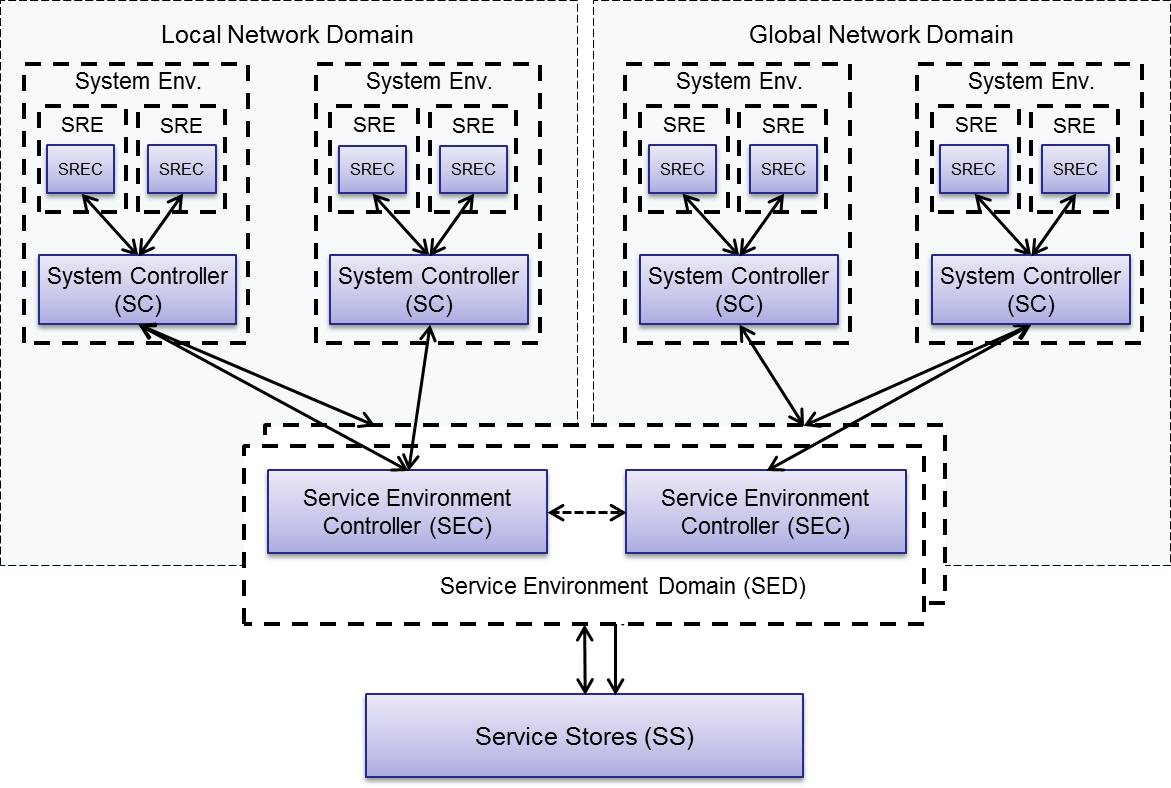 Local Network Domain
Global Network Domain
System Env.
System Env.
System Env.
System Env.
SRE
SRE
SRE
SRE
SRE
SRE
SRE
SRE
SREC
SREC
SREC
SREC
SREC
SREC
SREC
SREC
System Controller
(SC)
System Controller
(SC)
System Controller
(SC)
System Controller
(SC)
Service Environment
Controller (SEC)
Service Environment
Controller (SEC)
Service Environment Domain (SED)
Service Stores (SS)